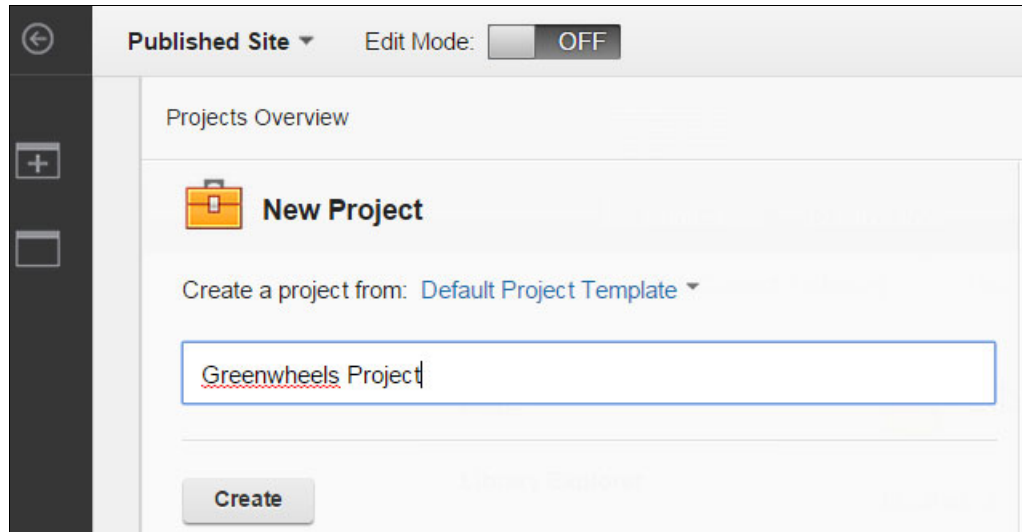 Published Site Edit Mode: OFF
Projects Overview
New Project
Create a project from: Default Project Template
Greenwheels Project
Create